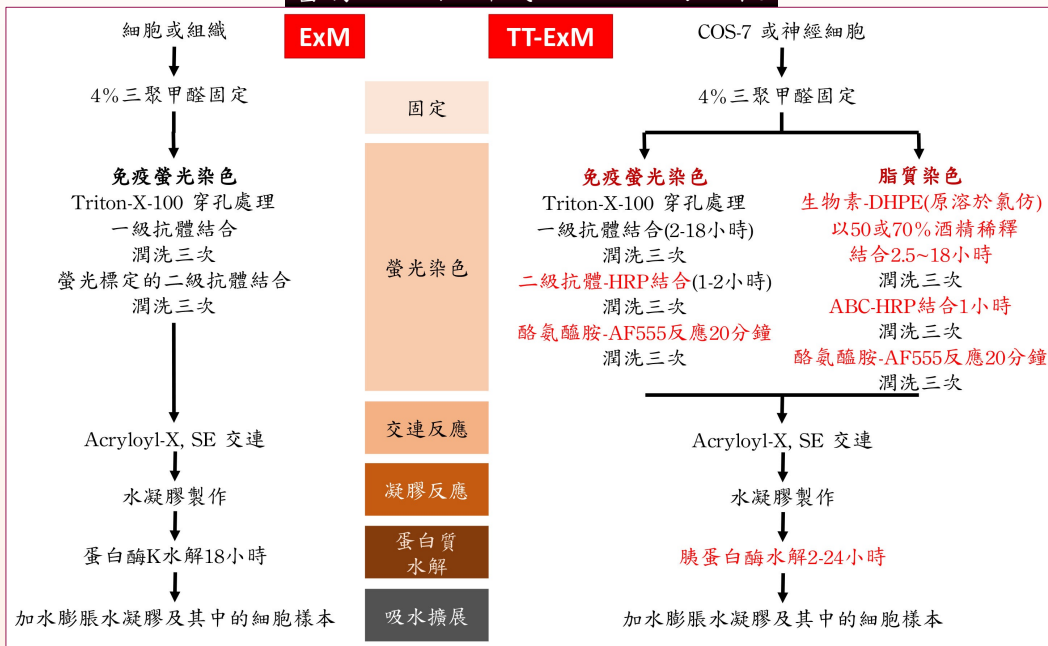 ExM
TT-ExM
細胞或組織
4%三聚甲醛固定
免疫螢光染色
Triton-X-100 穿孔處理
一級抗體結合
潤洗三次
螢光標定的二級抗體結合
潤洗三次
Acryloyl-X, SE 交連
水凝膠製作
蛋白酶K水解18小時
加水膨脹水凝膠及其中的細胞樣本
固定
螢光染色
交連反應
凝膠反應
蛋白質
水解
吸水擴展
COS-7 或神經細胞
4%三聚甲醛固定
免疫螢光染色
Triton-X-100 穿孔處理
一級抗體結合(2-18小時)
潤洗三次
二級抗體-HRP結合(1-2小時)
潤洗三次
酪氨醯胺-AF555反應20分鐘
潤洗三次
脂質染色
生物素-DHPE(原溶於氯仿)
以50或70%酒精稀釋
結合2.5~18小時
潤洗三次
ABC-HRP結合1小時
潤洗三次
酪氨醯胺-AF555反應20分鐘
潤洗三次
Acryloyl-X, SE 交連
水凝膠製作
胰蛋白酶水解2-24小時
加水膨脹水凝膠及其中的細胞樣本